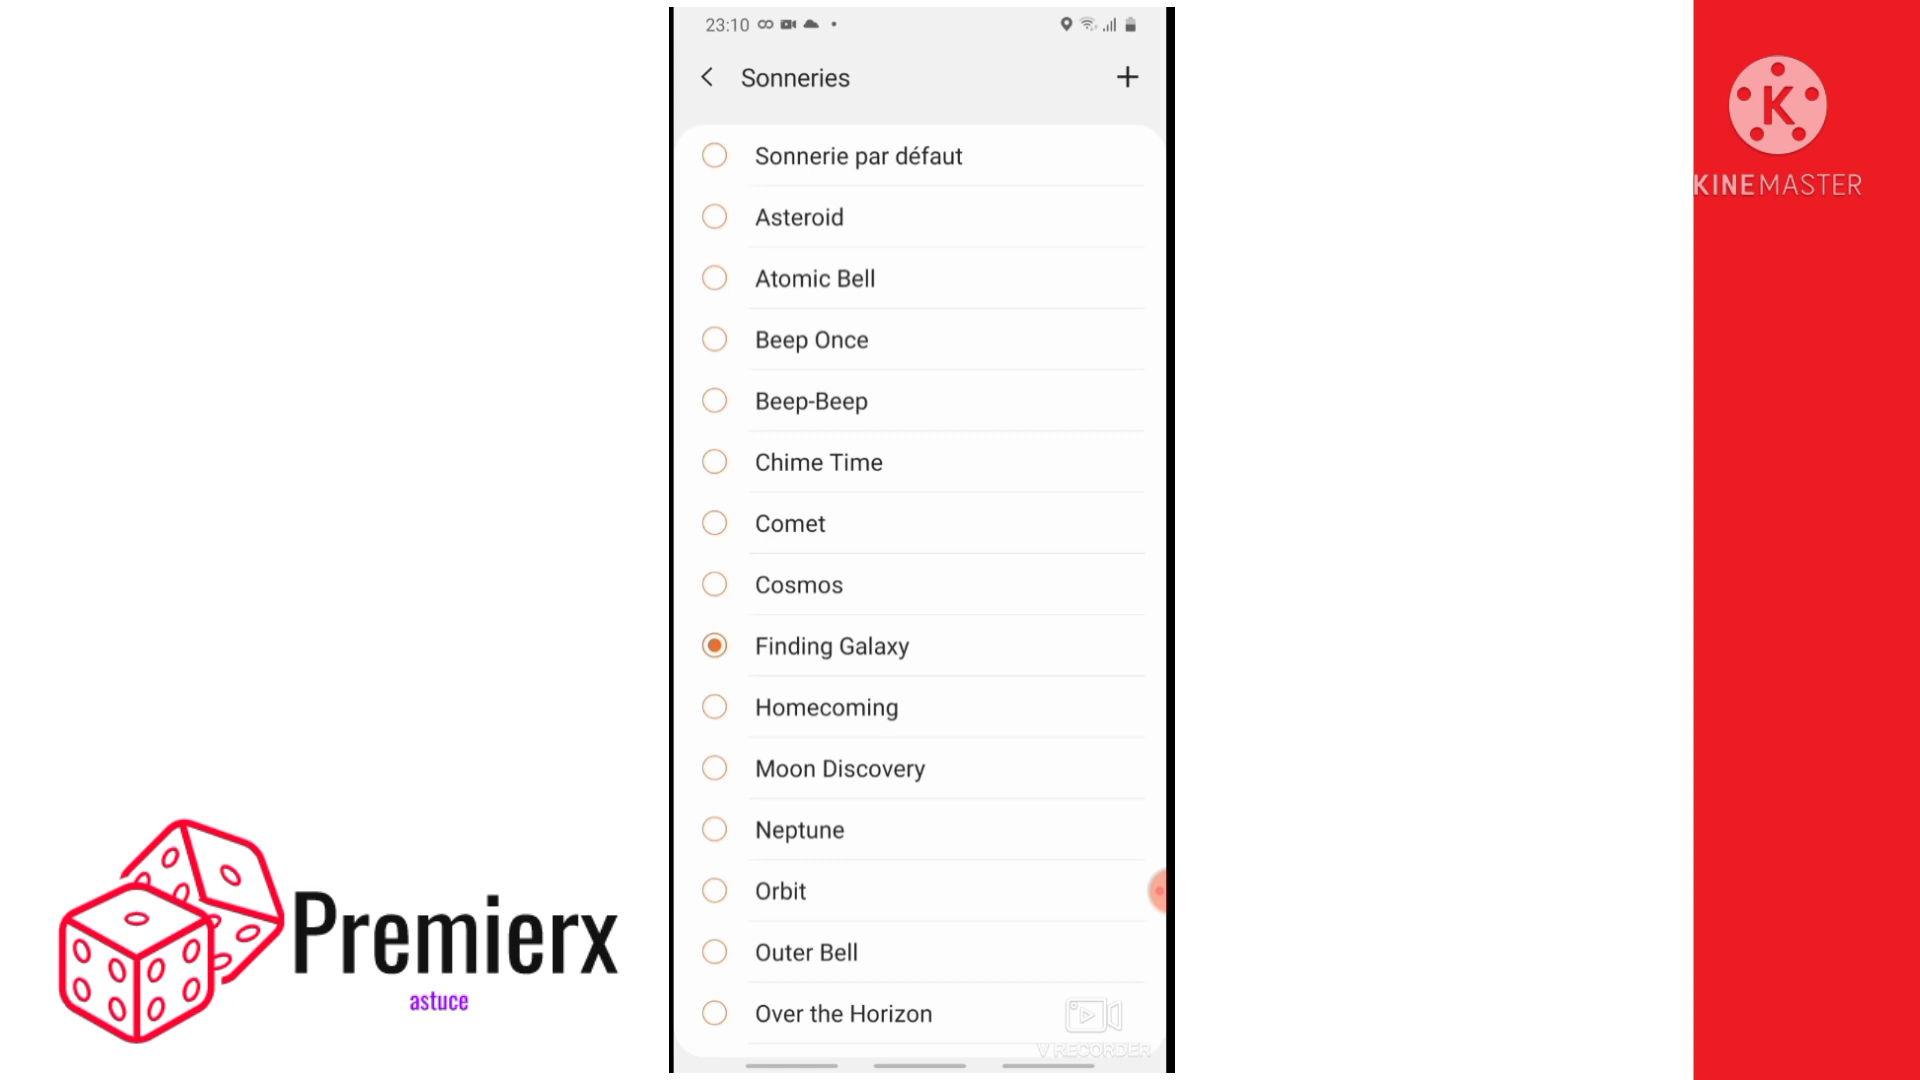 23:10
Sonneries
Sonnerie par défaut
Asteroid
Atomic Bell
Beep Once
Beep-Beep
Chime Time
Comet
Cosmos
Finding Galaxy
Homecoming
Moon Discovery
Neptune
Orbit
Outer Bell
Over the Horizon
VRECORDER
K
KINEMASTER
Premierx
astuce